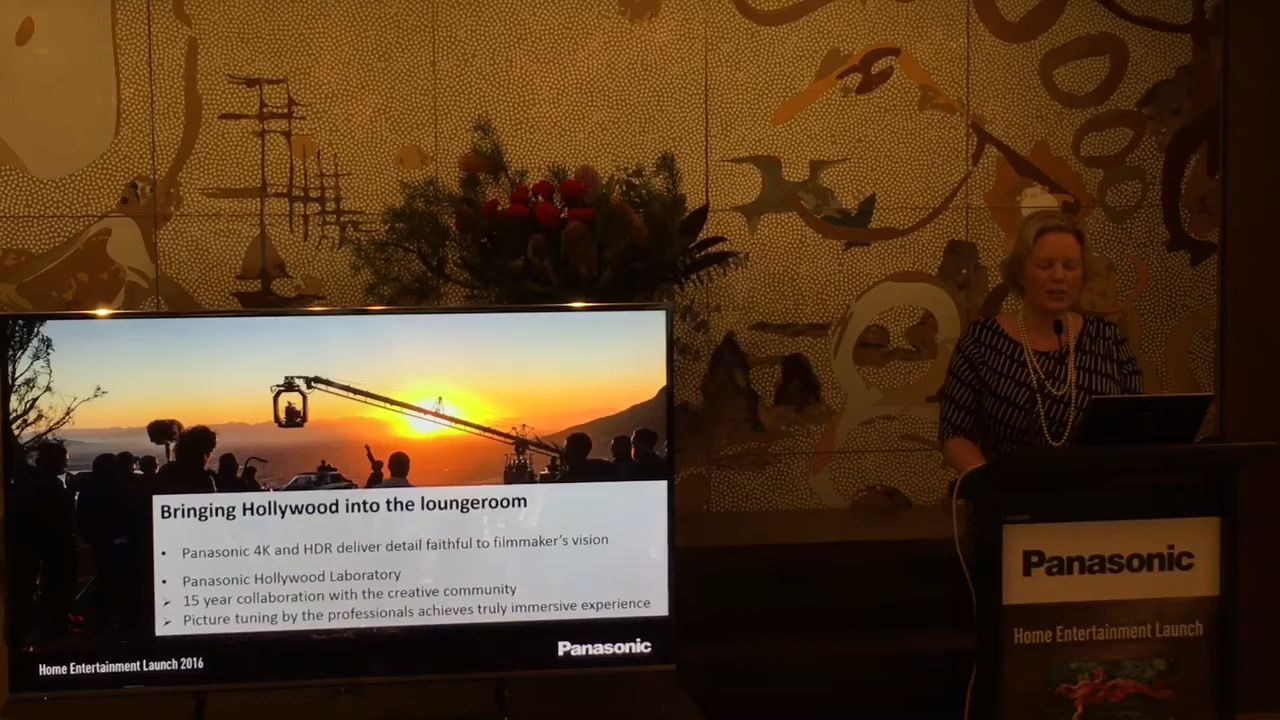 Bringing Hollywood into the loungeroom
• Panasonic 4K and HDR deliver detail faithful to filmmaker's vision
• Panasonic Hollywood Laboratory
➢ 15 year collaboration with the creative community
➢ Picture tuning by the professionals achieves truly immersive experience
Panasonic
Home Entertainment Launch 2016
Panasonic
Home Entertainment Launch